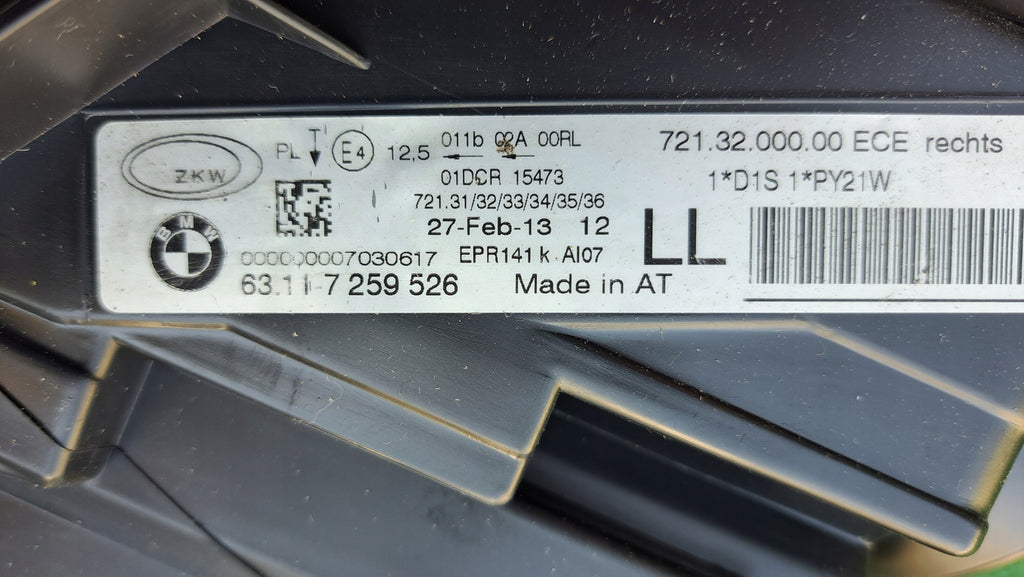 ZKW
PL T E4 12,5 011b 02A 00RL
01DCR 15473
721.31/32/33/34/35/36
27-Feb-13 12
BMW
000000007030617 EPR141 k AI07
63.11-7 259 526 Made in AT
LL
721.32.000.00 ECE rechts
1*D1S 1*PY21W